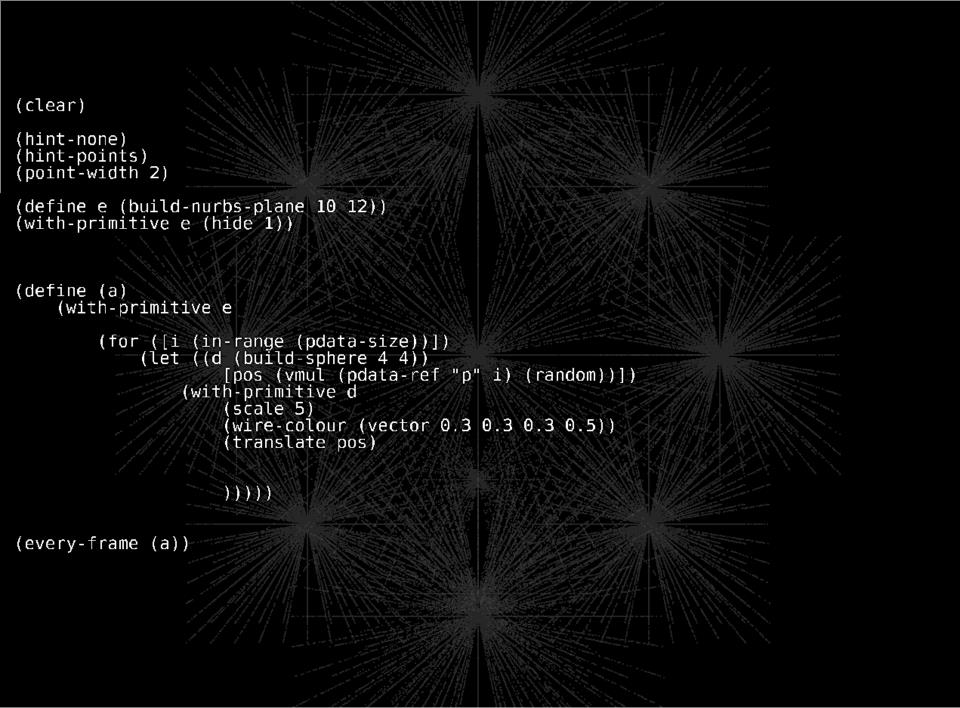 (clear)
(hint-none)
(hint-points)
(point-width 2)
(define e (build-nurbs-plane 10 12))
(with-primitive e (hide 1))
(define (a)
(with-primitive e
(for ([i (in-range (pdata-size))])
(let ((d (build-sphere 4 4))
[pos (vmul (pdata-ref "p" i) (random))])
(with-primitive d
(scale 5)
(wire-colour (vector 0.3 0.3 0.3 0.5))
(translate pos)
)))))
(every-frame (a))